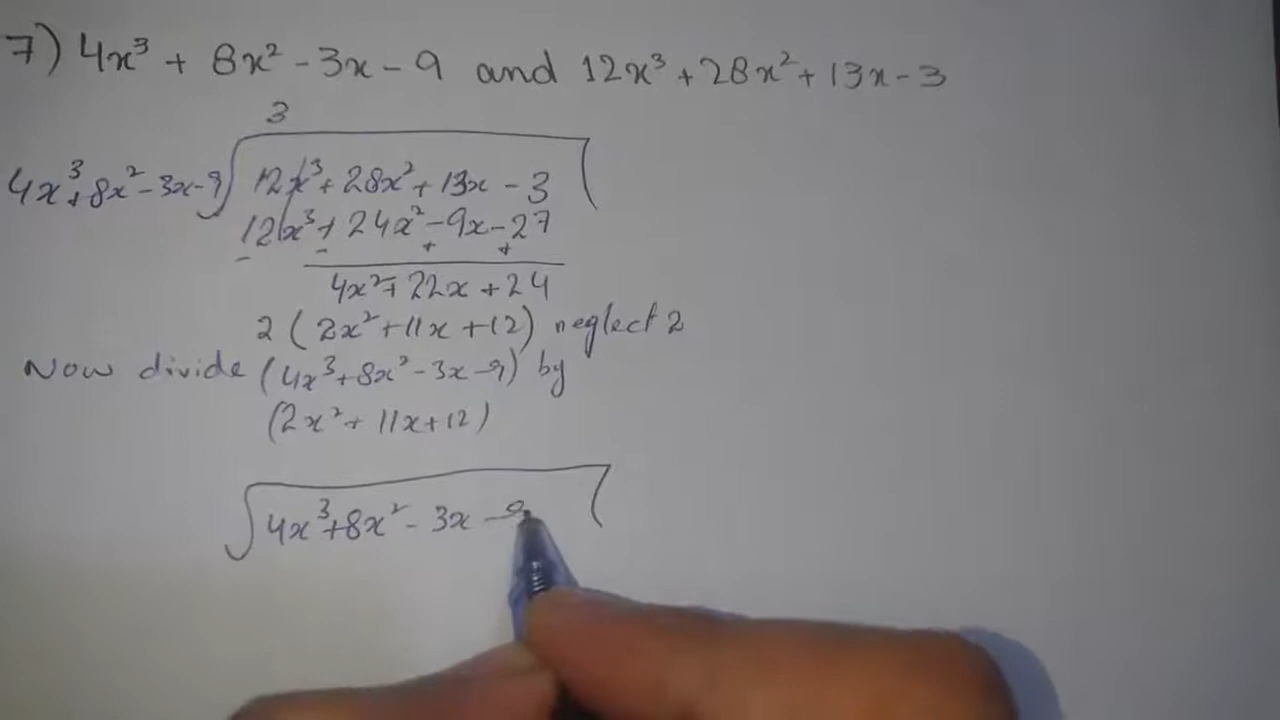 7) 4x³ + 8x² - 3x - 9 and 12x³ + 28x² + 13x - 3
3
4x³ + 8x² - 3x - 9 12x³ + 28x² + 13x - 3
12x³ + 24x² - 9x - 27
- - + +
4x² + 22x + 24
2 (2x² + 11x + 12) neglect 2
Now divide (4x³ + 8x² - 3x - 9) by
(2x² + 11x + 12)
4x³ + 8x² - 3x - 9